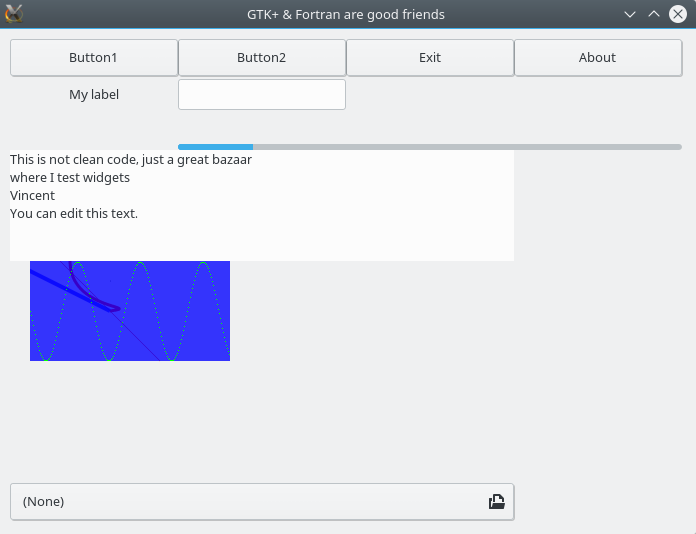 GTK+ & Fortran are good friends
Button1 Button2 Exit About
My label
This is not clean code, just a great bazaar
where I test widgets
Vincent
You can edit this text.
(None)